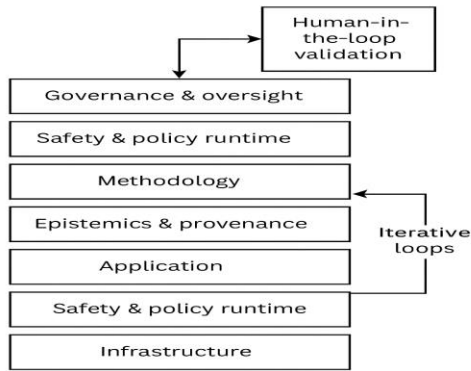 Human-in-
the-loop
validation
Governance & oversight
Safety & policy runtime
Methodology
Epistemics & provenance
Iterative
loops
Application
Safety & policy runtime
Infrastructure